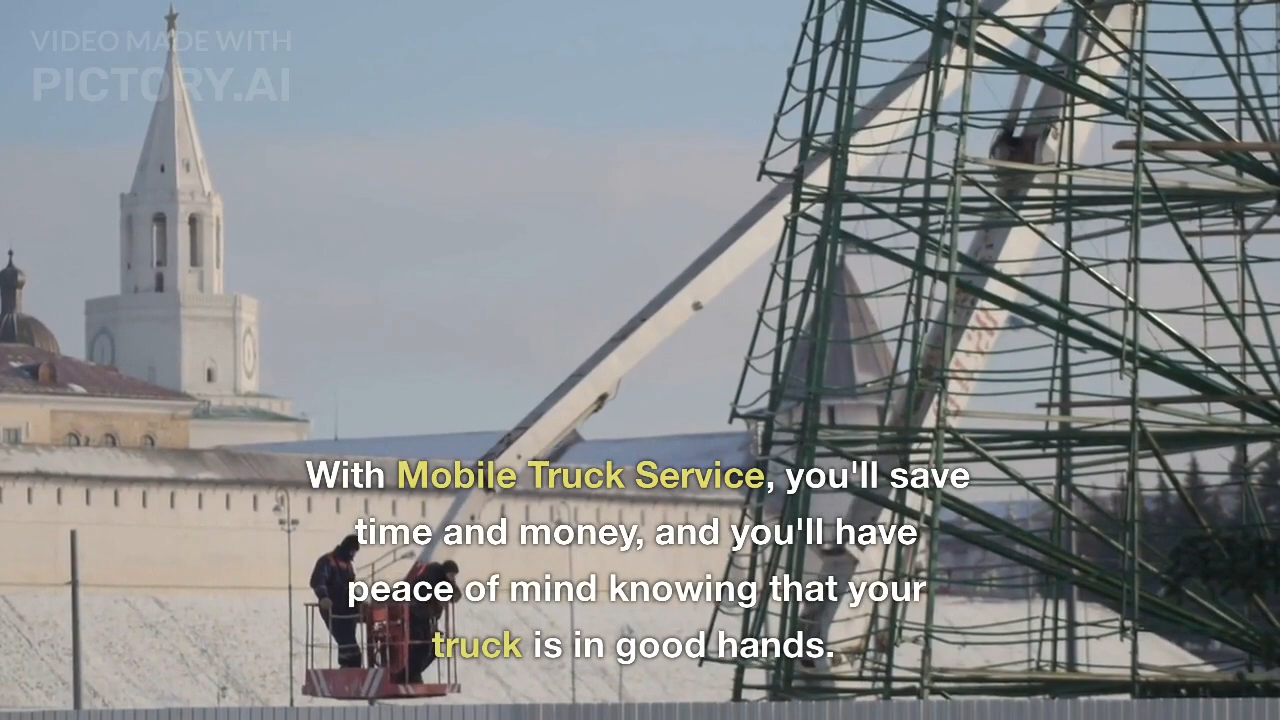 VIDEO MADE WITH
PICTORY.AI
With Mobile Truck Service, you'll save
time and money, and you'll have
peace of mind knowing that your
truck is in good hands.